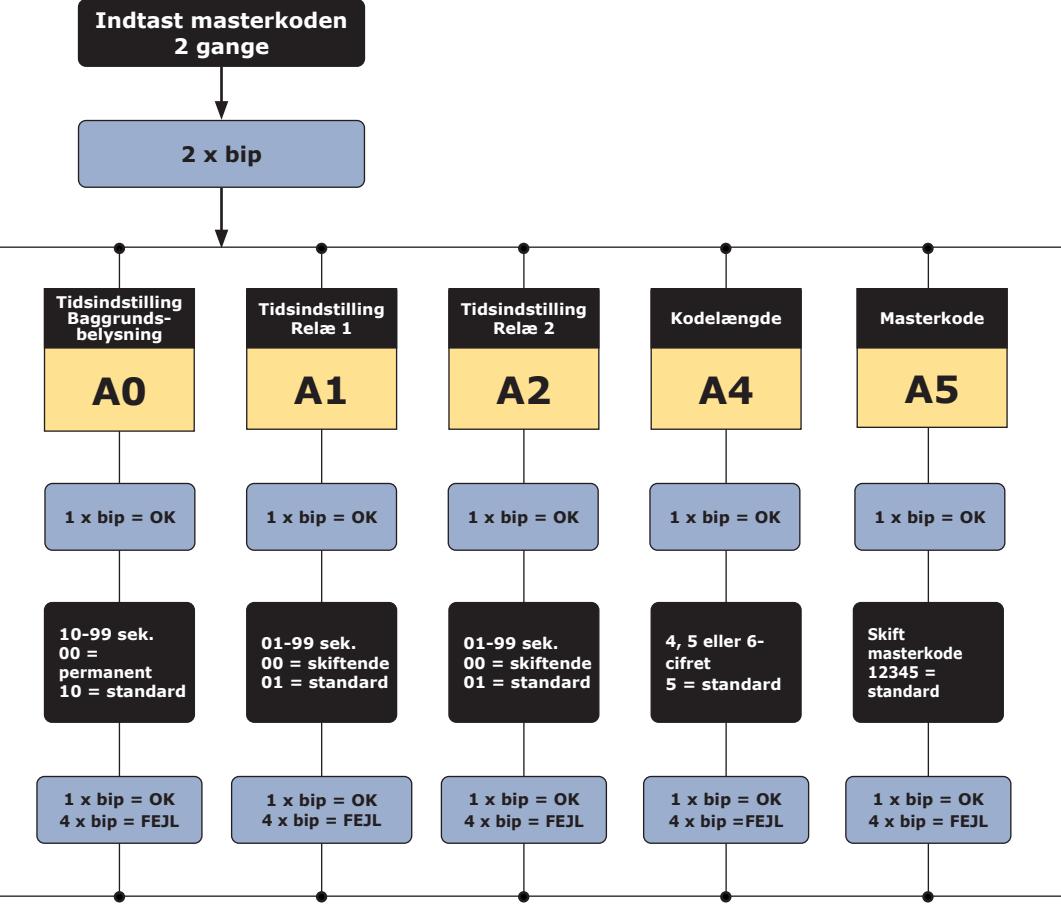 Indtast masterkoden
2 gange
2 x bip
Tidsindstilling
Baggrunds-
belysning
A0
1 x bip = OK
10-99 sek.
00 =
permanent
10 = standard
1 x bip = OK
4 x bip = FEJL
Tidsindstilling
Relæ 1
A1
1 x bip = OK
01-99 sek.
00 = skiftende
01 = standard
1 x bip = OK
4 x bip = FEJL
Tidsindstilling
Relæ 2
A2
1 x bip = OK
01-99 sek.
00 = skiftende
01 = standard
1 x bip = OK
4 x bip = FEJL
Kodelængde
A4
1 x bip = OK
4, 5 eller 6-
cifret
5 = standard
1 x bip = OK
4 x bip =FEJL
Masterkode
A5
1 x bip = OK
Skift
masterkode
12345 =
standard
1 x bip = OK
4 x bip = FEJL